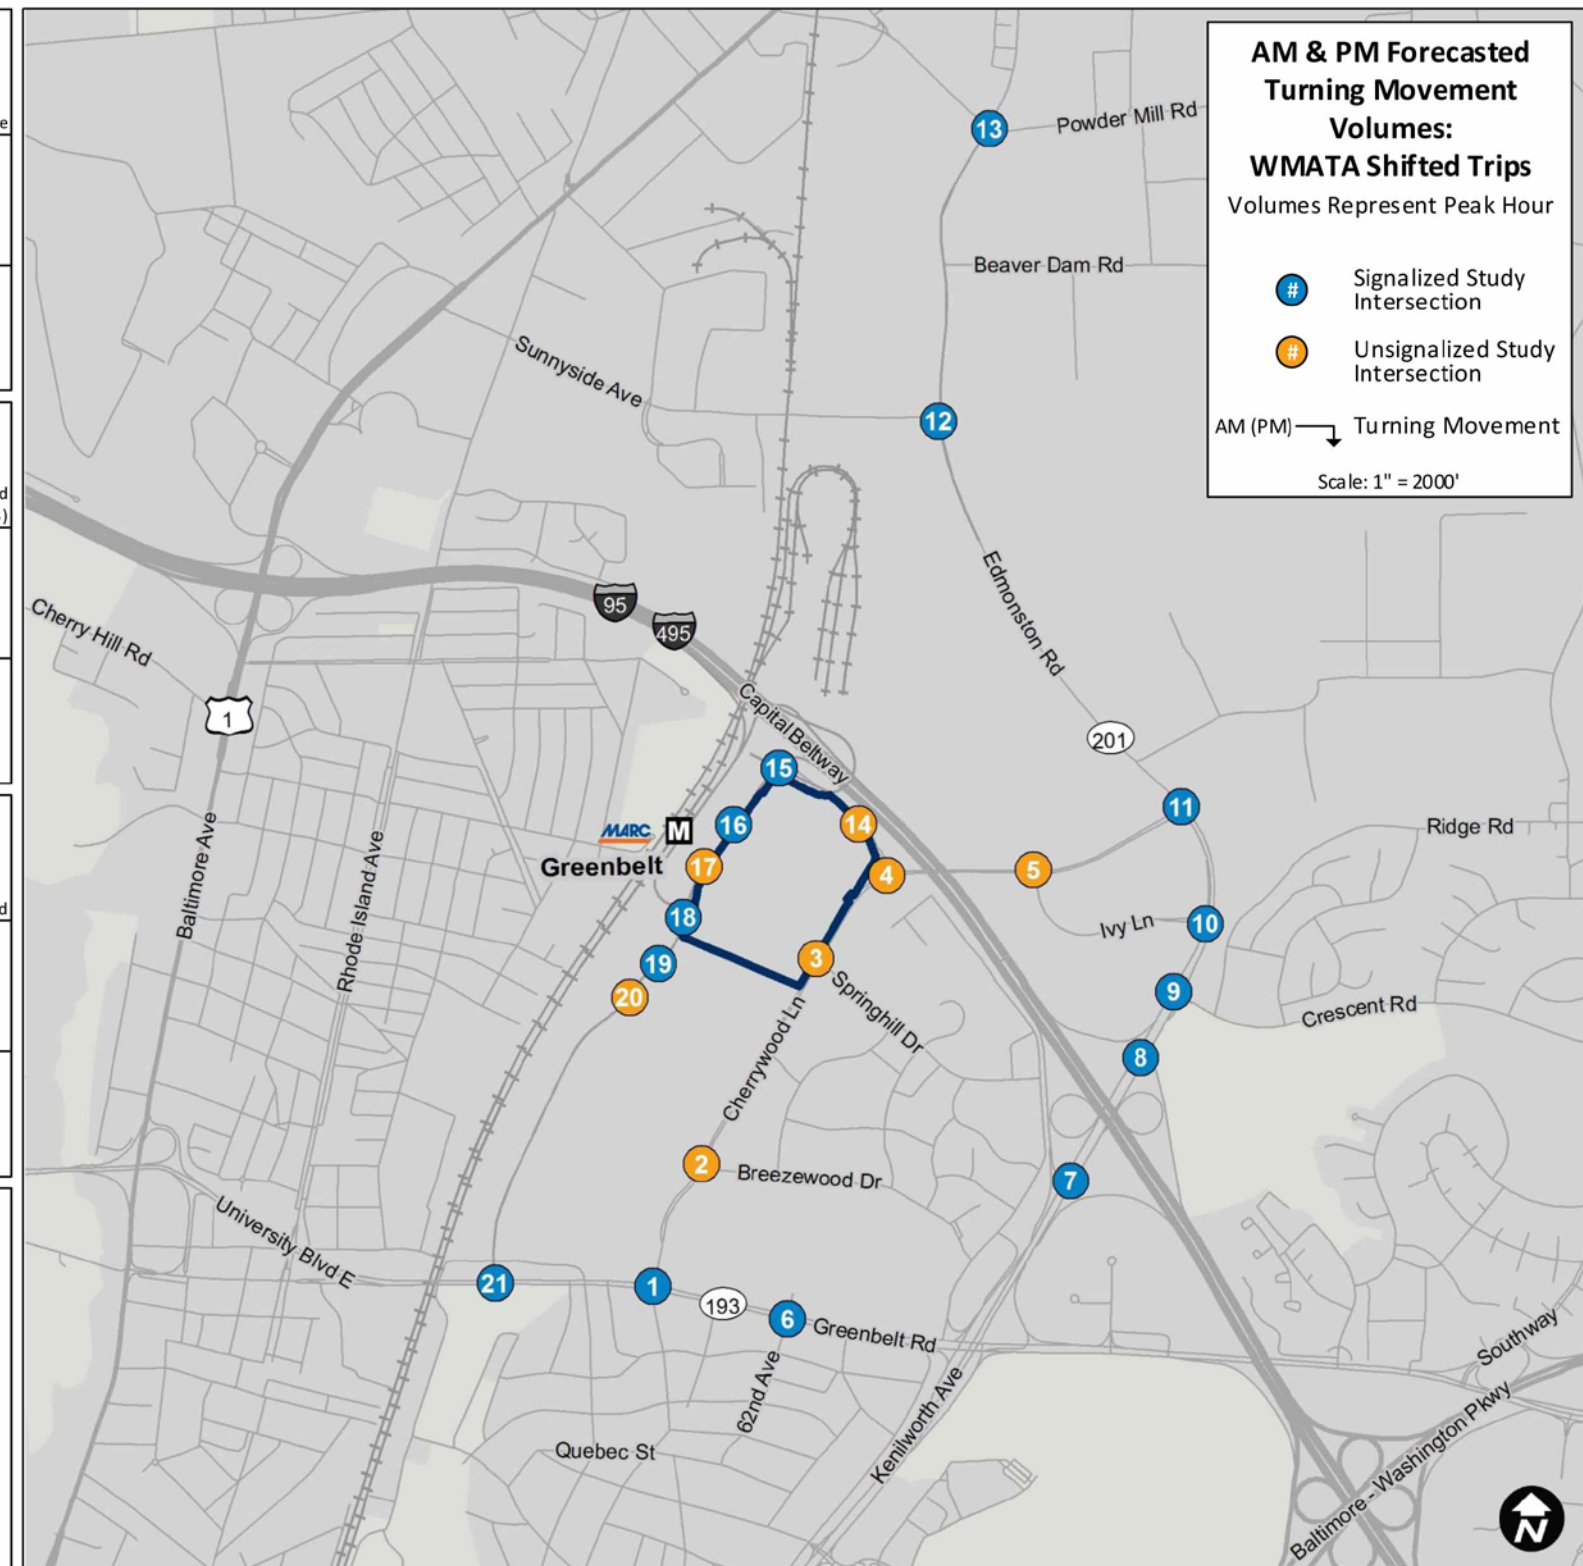 AM & PM Forecasted
Turning Movement
Volumes:
WMATA Shifted Trips
Volumes Represent Peak Hour
# Signalized Study
Intersection
# Unsignalized Study
Intersection
AM (PM) Turning Movement
Scale: 1" = 2000'
13
Powder Mill Rd
Beaver Dam Rd
Sunnyside Ave
12
Edmonston Rd
95
495
Cherry Hill Rd
1
Capital Beltway
201
15
11
16
14
MARC M
Greenbelt
17
4
5
Ridge Rd
Baltimore Ave
Rhode Island Ave
18
Ivy Ln
10
19
3
20
Springhill Dr
9
Crescent Rd
8
Cherrywood Ln
2
Breezewood Dr
7
University Blvd E
21
1
193
6
Greenbelt Rd
62nd Ave
Kenilworth Ave
Southway
Quebec St
Baltimore - Washington Pkwy
N
e
d
)
d